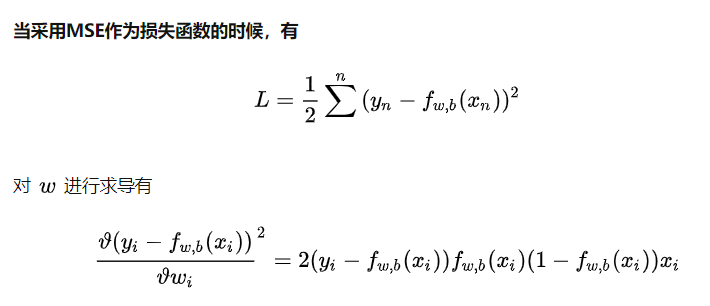 当采用MSE作为损失函数的时候，有
L = \frac{1}{2} \sum^{n} (y_n - f_{w,b}(x_n))^2
对 w 进行求导有
\frac{\vartheta (y_i - f_{w,b}(x_i))^2}{\vartheta w_i} = 2(y_i - f_{w,b}(x_i)) f_{w,b}(x_i)(1 - f_{w,b}(x_i)) x_i